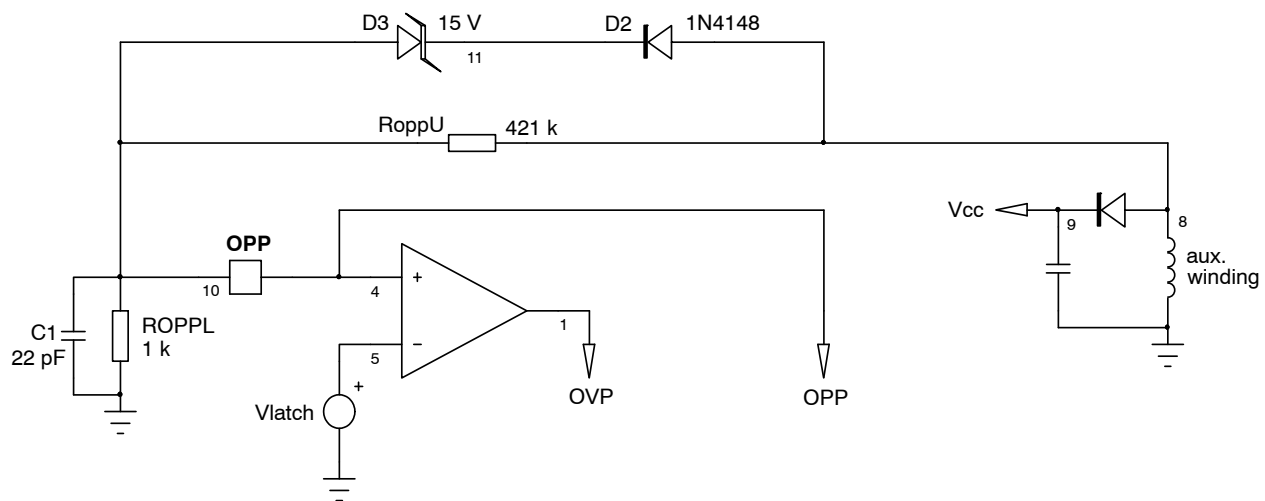 D3 15 V D2 1N4148
11
RoppU 421 k
Vcc 9 8
OPP
aux.
winding
10 4 +
C1
22 pF
ROPPL
1 k
1
5 −
+
Vlatch
OVP
OPP